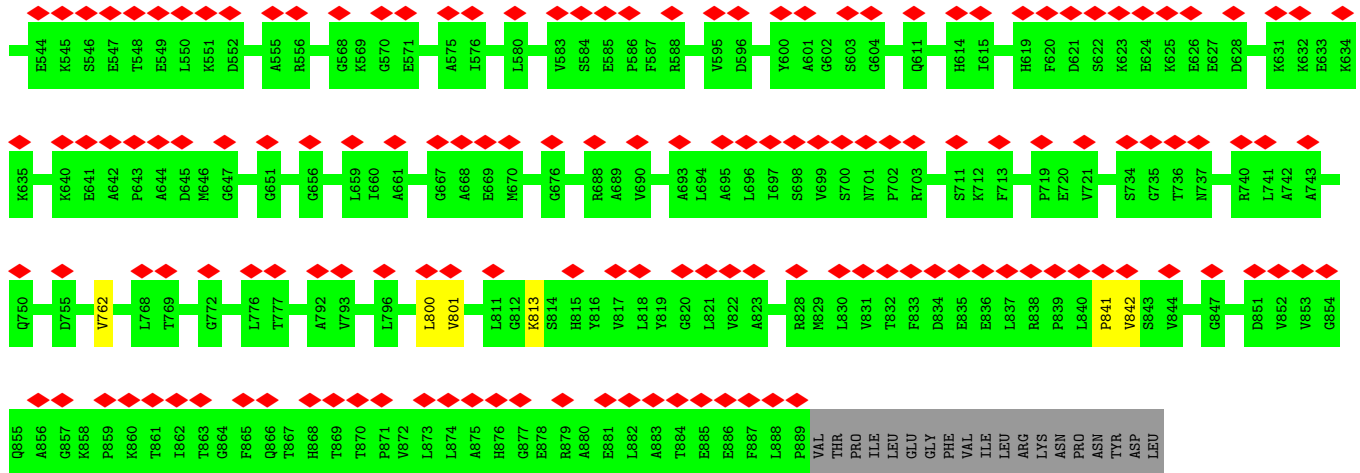 E544 K545 S546 E547 T548 E549 L550 K551 D552 A555 R556 G568 K569 G570 E571 A575 I576 L580 V583 S584 E585 P586 F587 R588 V595 D596 Y600 A601 G602 S603 G604 Q611 H614 I615 H619 F620 D621 S622 K623 E624 K625 E626 E627 D628 K631 K632 E633 K634
K635 K640 E641 A642 P643 A644 D645 M646 G647 G651 G656 L659 I660 A661 G667 A668 E669 M670 G676 R688 A689 V690 A693 L694 A695 L696 I697 S698 V699 S700 N701 P702 R703 S711 K712 F713 P719 E720 V721 S734 G735 T736 N737 R740 L741 A742 A743
Q750 D755 V762 L768 T769 G772 L776 T777 A792 V793 L796 L800 V801 L811 G812 K813 S814 H815 Y816 V817 L818 Y819 G820 L821 V822 A823 R828 M829 L830 V831 T832 F833 D834 E835 E836 L837 R838 P839 L840 P841 V842 S843 V844 G847 D851 V852 V853 G854
Q855 A856 G857 K858 P859 K860 T861 I862 T863 G864 F865 Q866 T867 H868 T869 T870 P871 V872 L873 L874 A875 H876 G877 E878 R879 A880 E881 L882 A883 T884 E885 E886 F887 L888 P889 VAL THR PRO ILE LEU GLU GLY PHE VAL ILE LEU ARG LYS ASN PRO ASN TYR ASP LEU